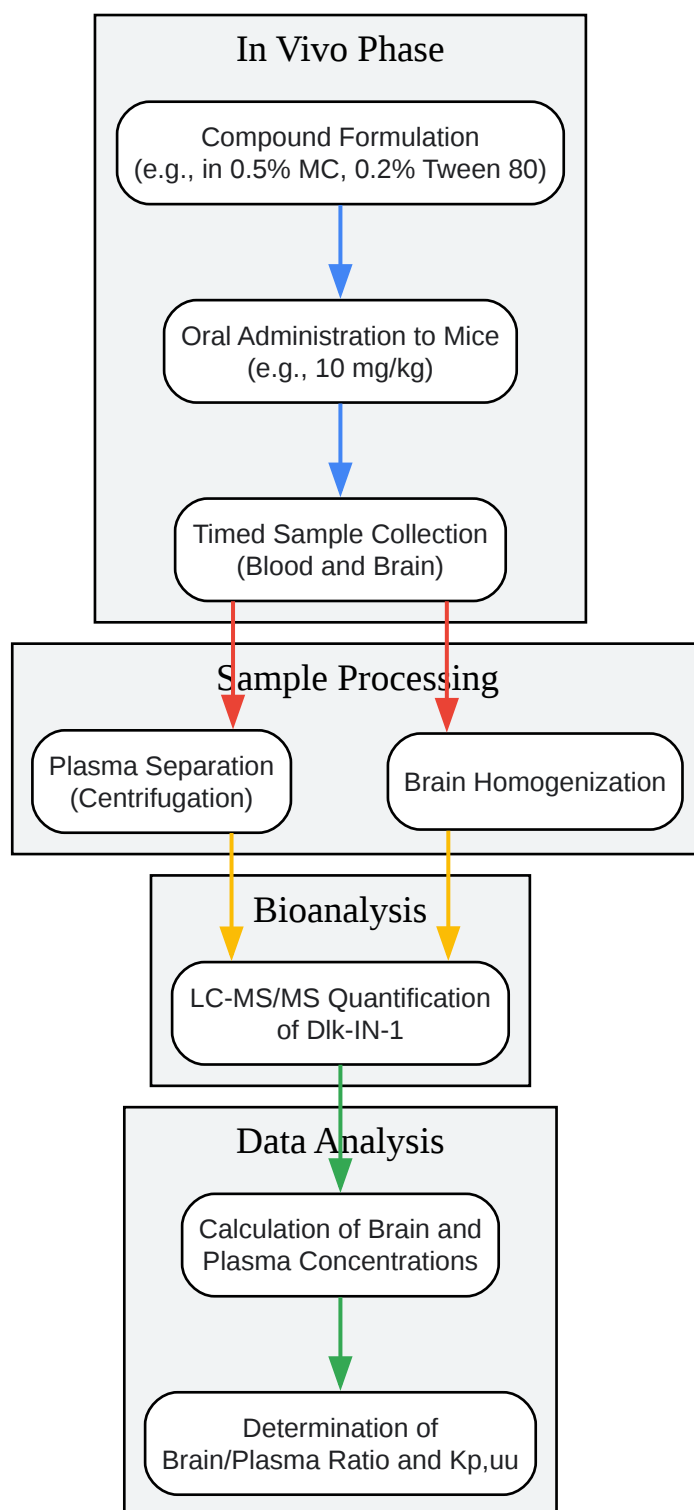 In Vivo Phase
Compound Formulation
(e.g., in 0.5% MC, 0.2% Tween 80)
Oral Administration to Mice
(e.g., 10 mg/kg)
Timed Sample Collection
(Blood and Brain)
Sample Processing
Plasma Separation
(Centrifugation)
Brain Homogenization
Bioanalysis
LC-MS/MS Quantification
of Dlk-IN-1
Data Analysis
Calculation of Brain and
Plasma Concentrations
Determination of
Brain/Plasma Ratio and Kp,uu